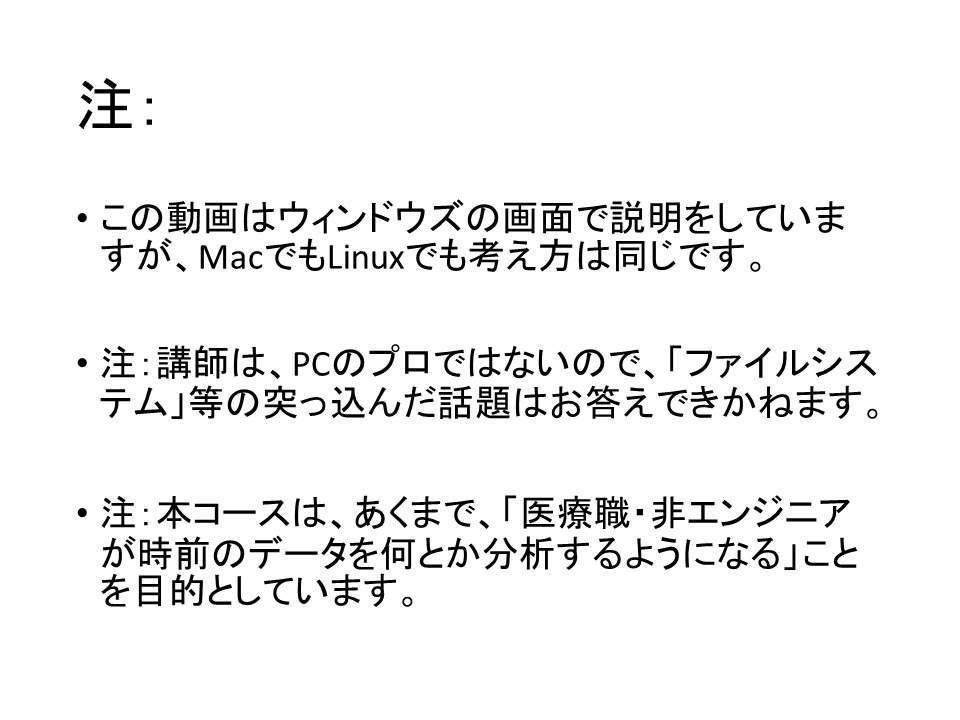 注：
• この動画はウィンドウズの画面で説明をしていま
すが、MacでもLinuxでも考え方は同じです。
• 注：講師は、PCのプロではないので、「ファイルシス
テム」等の突っ込んだ話題はお答えできかねます。
• 注：本コースは、あくまで、「医療職・非エンジニア
が時前のデータを何とか分析するようになる」こと
を目的としています。